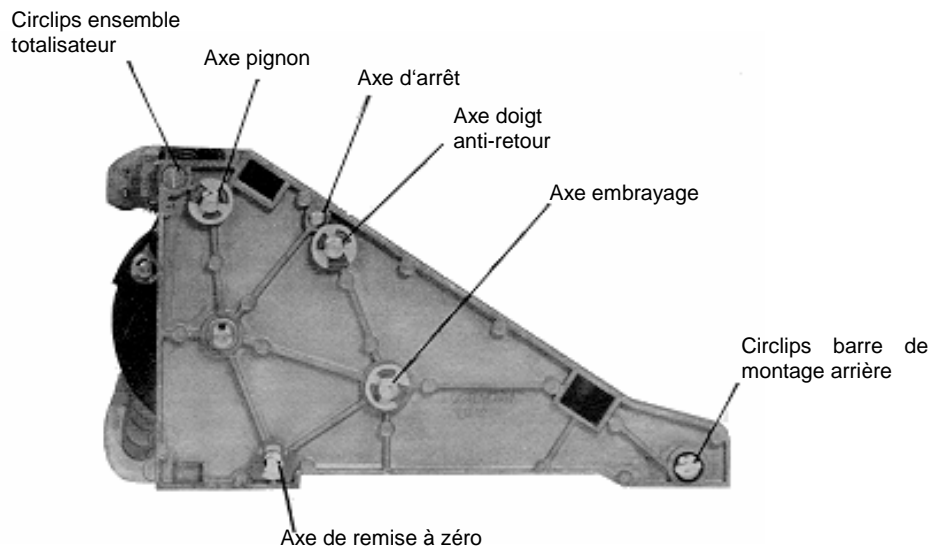 Circlips ensemble
totalisateur
Axe pignon
Axe d‘arrêt
Axe doigt
anti-retour
Axe embrayage
Circlips barre de
montage arrière
Axe de remise à zéro